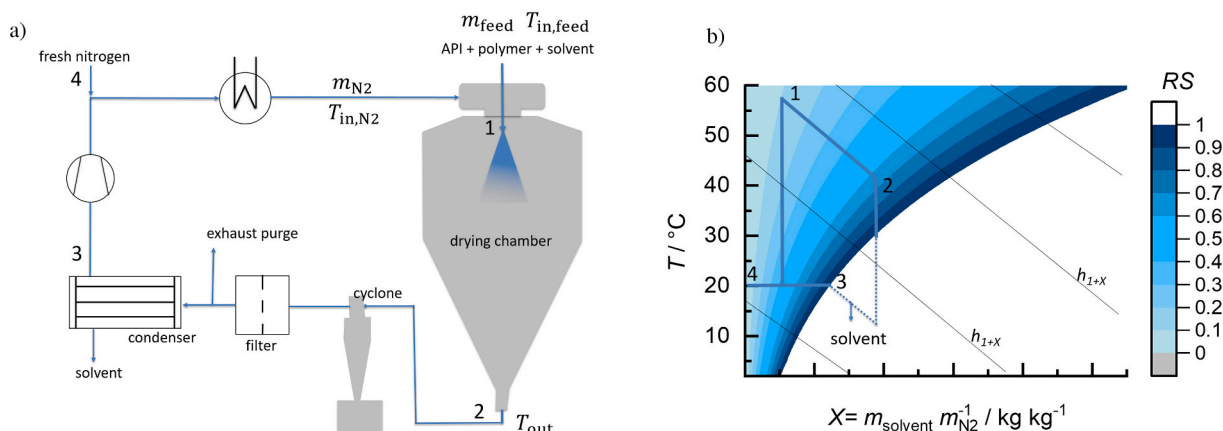 a)
fresh nitrogen
4
m_N2
T_in,N2
m_feed T_in,feed
API + polymer + solvent
1
drying chamber
3
exhaust purge
cyclone
condenser
filter
solvent
2
T_out
b)
T / °C
60
50
40
30
20
10
1
2
3
4
solvent
h_1+X
h_1+X
X= m_solvent m_N2^-1 / kg kg^-1
RS
1
0.9
0.8
0.7
0.6
0.5
0.4
0.3
0.2
0.1
0